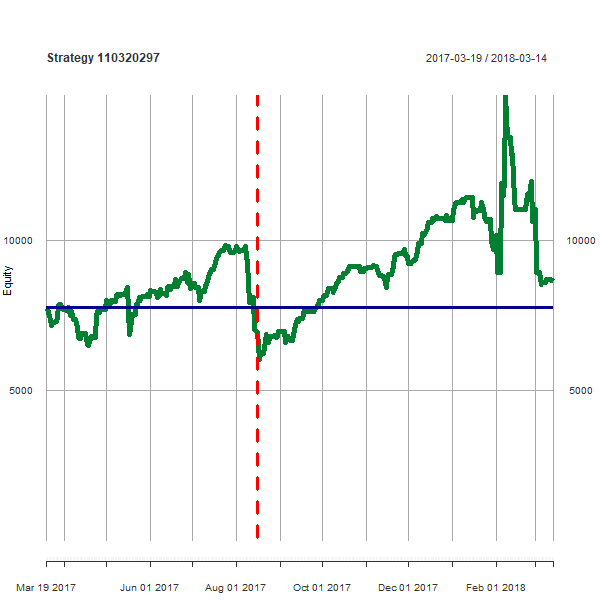 Strategy 110320297
2017-03-19 / 2018-03-14
10000
10000
Equity
5000
5000
Mar 19 2017
Jun 01 2017
Aug 01 2017
Oct 01 2017
Dec 01 2017
Feb 01 2018